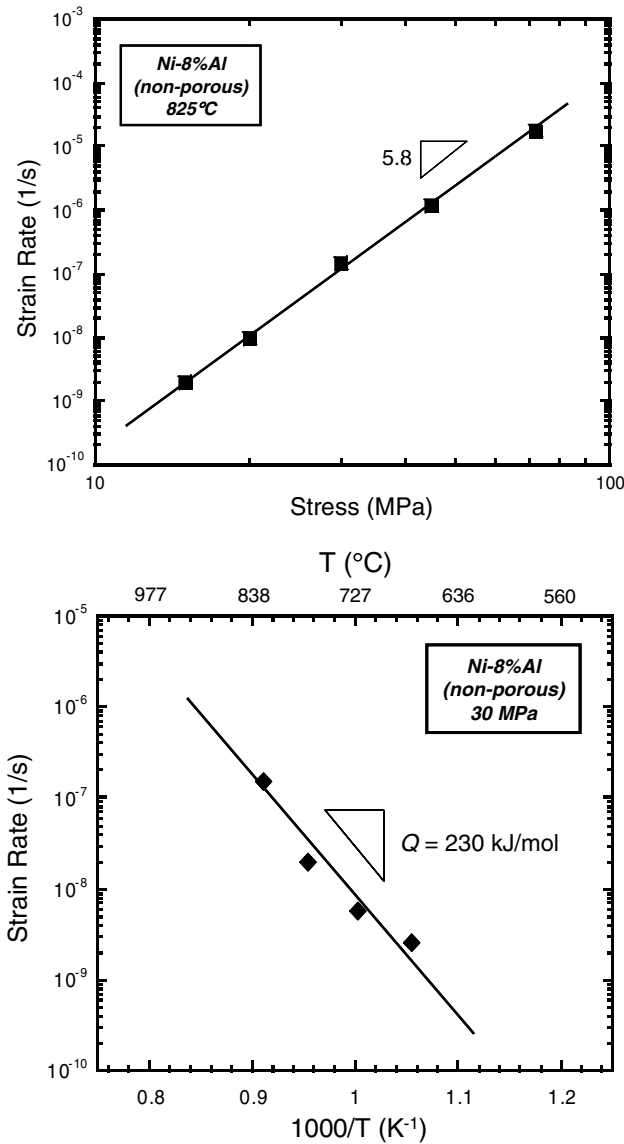 10⁻³
10⁻⁴
10⁻⁵
10⁻⁶
10⁻⁷
10⁻⁸
10⁻⁹
10⁻¹⁰
Strain Rate (1/s)
Ni-8%Al
(non-porous)
825°C
5.8
10
100
Stress (MPa)
T (°C)
977
838
727
636
560
10⁻⁵
10⁻⁶
10⁻⁷
10⁻⁸
10⁻⁹
10⁻¹⁰
Strain Rate (1/s)
Ni-8%Al
(non-porous)
30 MPa
Q = 230 kJ/mol
0.8
0.9
1
1.1
1.2
1000/T (K⁻¹)